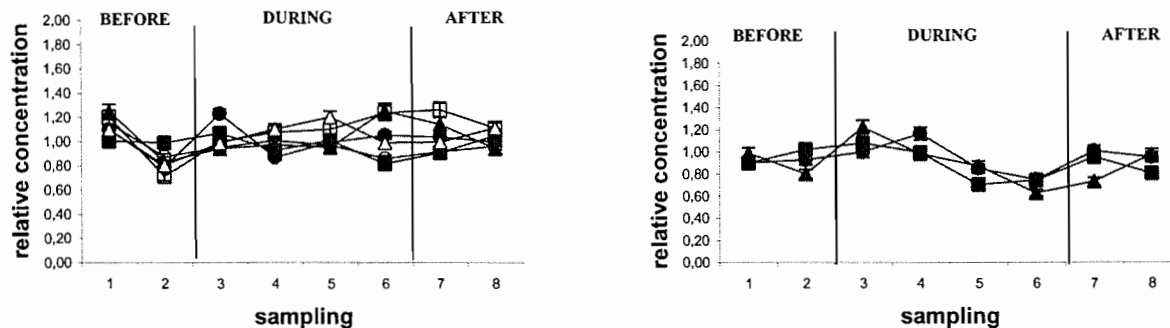 BEFORE DURING AFTER
2,00
1,80
1,60
1,40
1,20
1,00
0,80
0,60
0,40
0,20
0,00
relative concentration
1 2 3 4 5 6 7 8
sampling
BEFORE DURING AFTER
2,00
1,80
1,60
1,40
1,20
1,00
0,80
0,60
0,40
0,20
0,00
relative concentration
1 2 3 4 5 6 7 8
sampling